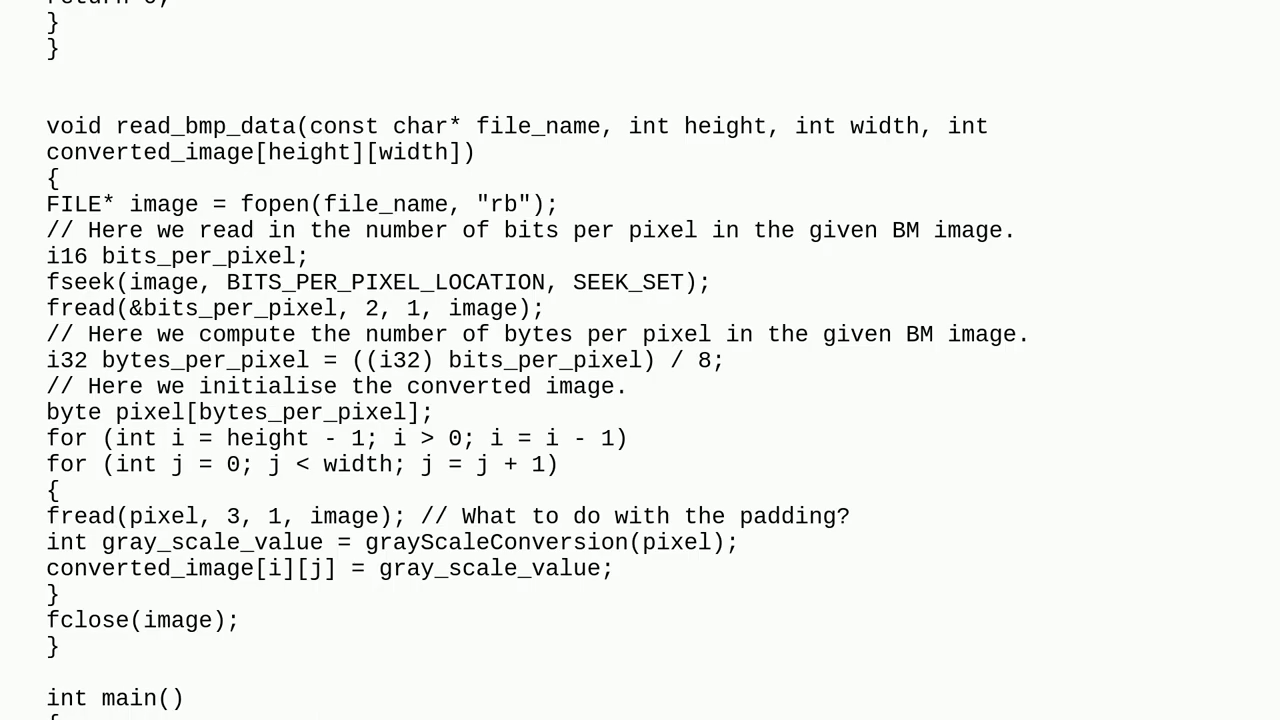 return 0;
}
}
void read_bmp_data(const char* file_name, int height, int width, int
converted_image[height][width])
{
FILE* image = fopen(file_name, "rb");
// Here we read in the number of bits per pixel in the given BM image.
i16 bits_per_pixel;
fseek(image, BITS_PER_PIXEL_LOCATION, SEEK_SET);
fread(&bits_per_pixel, 2, 1, image);
// Here we compute the number of bytes per pixel in the given BM image.
i32 bytes_per_pixel = ((i32) bits_per_pixel) / 8;
// Here we initialise the converted image.
byte pixel[bytes_per_pixel];
for (int i = height - 1; i > 0; i = i - 1)
for (int j = 0; j < width; j = j + 1)
{
fread(pixel, 3, 1, image); // What to do with the padding?
int gray_scale_value = grayScaleConversion(pixel);
converted_image[i][j] = gray_scale_value;
}
fclose(image);
}
int main()
{